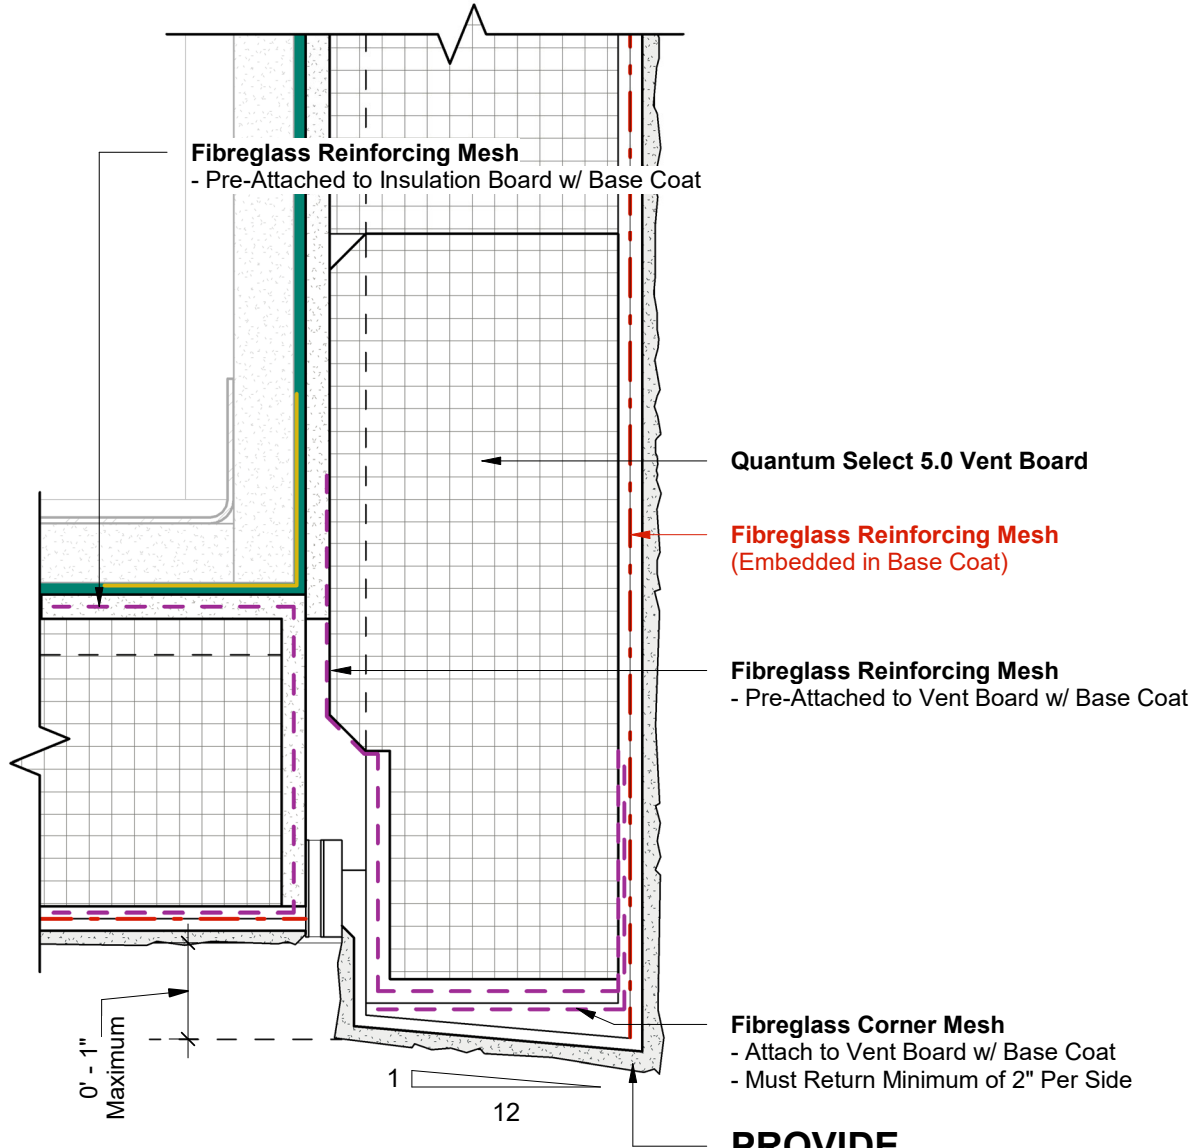 Fibreglass Reinforcing Mesh
- Pre-Attached to Insulation Board w/ Base Coat
Quantum Select 5.0 Vent Board
Fibreglass Reinforcing Mesh
(Embedded in Base Coat)
Fibreglass Reinforcing Mesh
- Pre-Attached to Vent Board w/ Base Coat
Fibreglass Corner Mesh
- Attach to Vent Board w/ Base Coat
- Must Return Minimum of 2" Per Side
0' - 1"
Maximum
1
12
PROVIDE